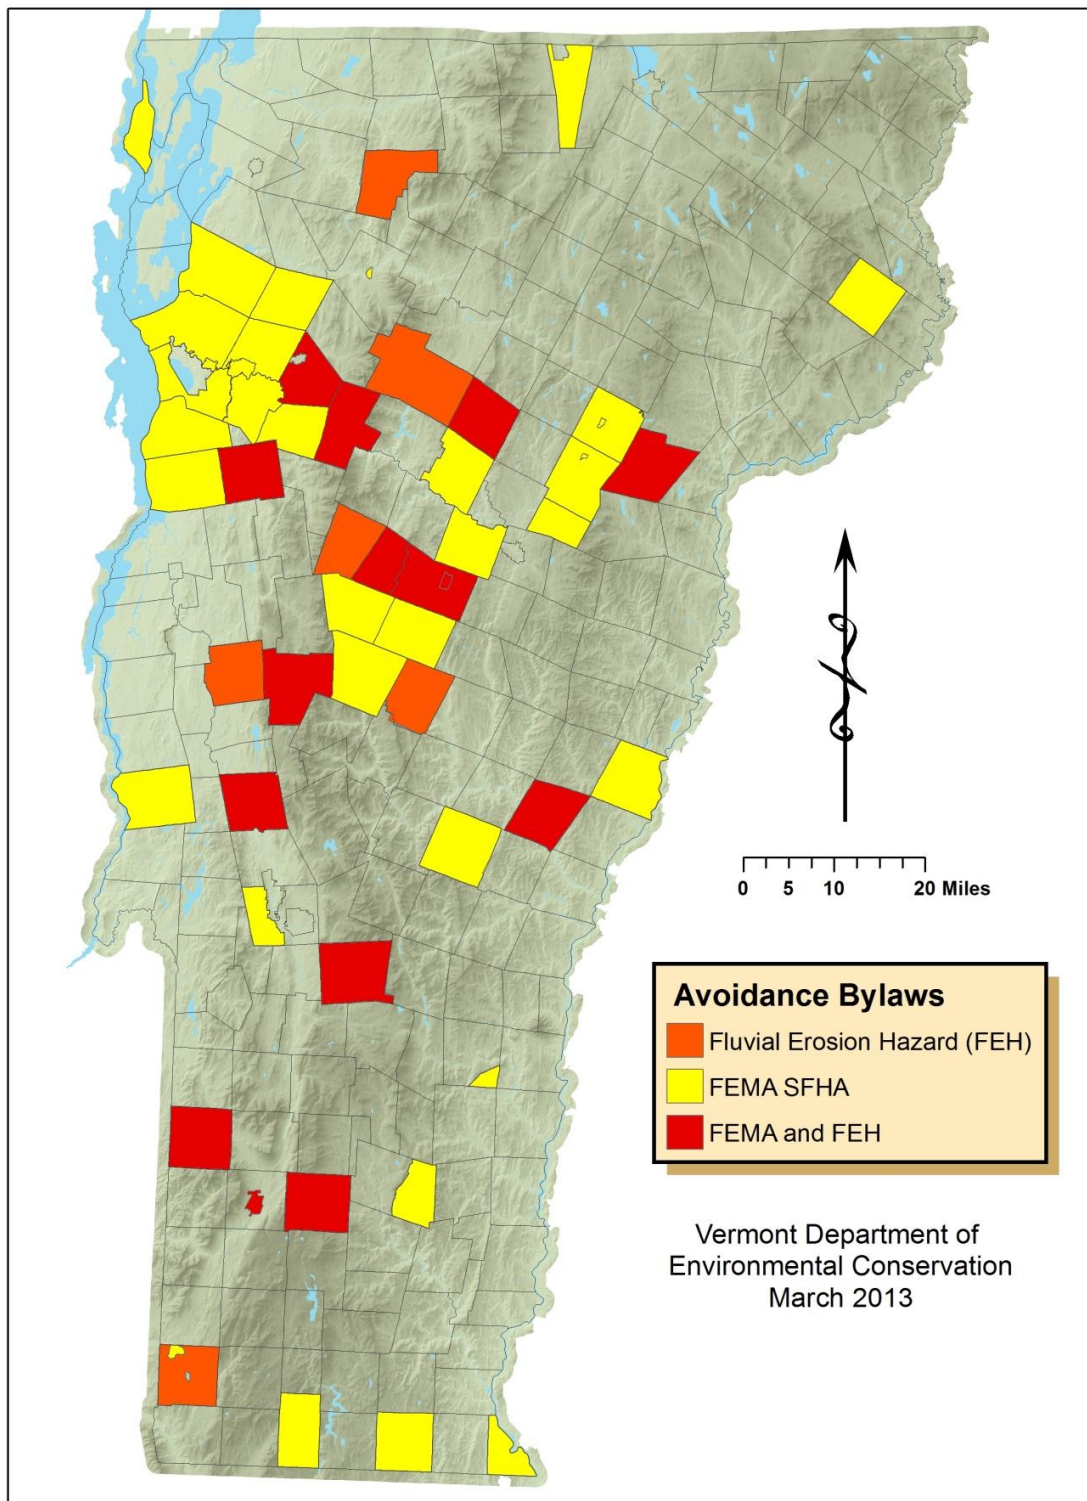 0 5 10 20 Miles
Avoidance Bylaws
Fluvial Erosion Hazard (FEH)
FEMA SFHA
FEMA and FEH
Vermont Department of
Environmental Conservation
March 2013